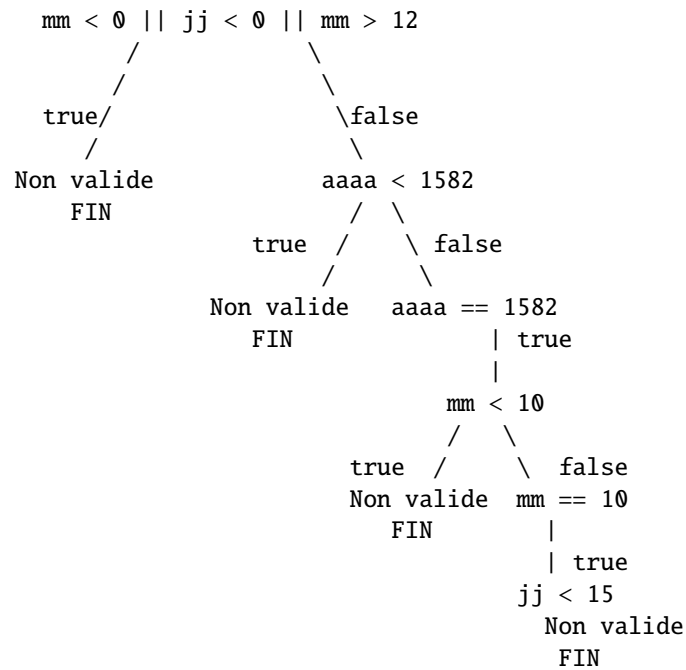 mm < 0 || jj < 0 || mm > 12
/ \
/ \
true/ \false
/ \
Non valide aaaa < 1582
FIN / \
true / \ false
/ \
Non valide aaaa == 1582
FIN | true
|
mm < 10
/ \
true / \ false
Non valide mm == 10
FIN |
| true
jj < 15
Non valide
FIN